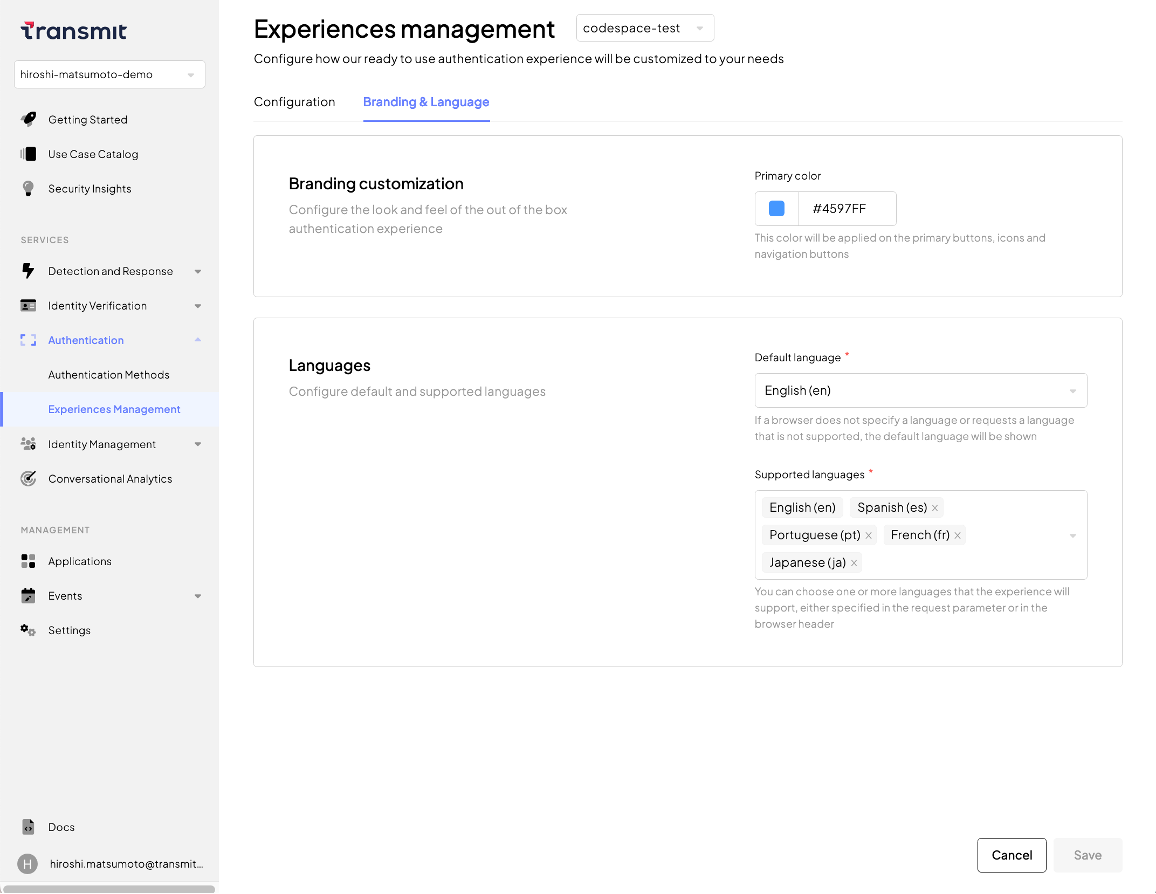 Transmit
hiroshi-matsumoto-demo
Getting Started
Use Case Catalog
Security Insights
SERVICES
Detection and Response
Identity Verification
Authentication
Authentication Methods
Experiences Management
Identity Management
Conversational Analytics
MANAGEMENT
Applications
Events
Settings
Docs
H
hiroshi.matsumoto@transmit...
Experiences management
codespace-test
Configure how our ready to use authentication experience will be customized to your needs
Configuration
Branding & Language
Branding customization
Configure the look and feel of the out of the box
authentication experience
Primary color
#4597FF
This color will be applied on the primary buttons, icons and
navigation buttons
Languages
Configure default and supported languages
Default language *
English (en)
If a browser does not specify a language or requests a language
that is not supported, the default language will be shown
Supported languages *
English (en) Spanish (es) ×
Portuguese (pt) × French (fr) ×
Japanese (ja) ×
You can choose one or more languages that the experience will
support, either specified in the request parameter or in the
browser header
Cancel
Save